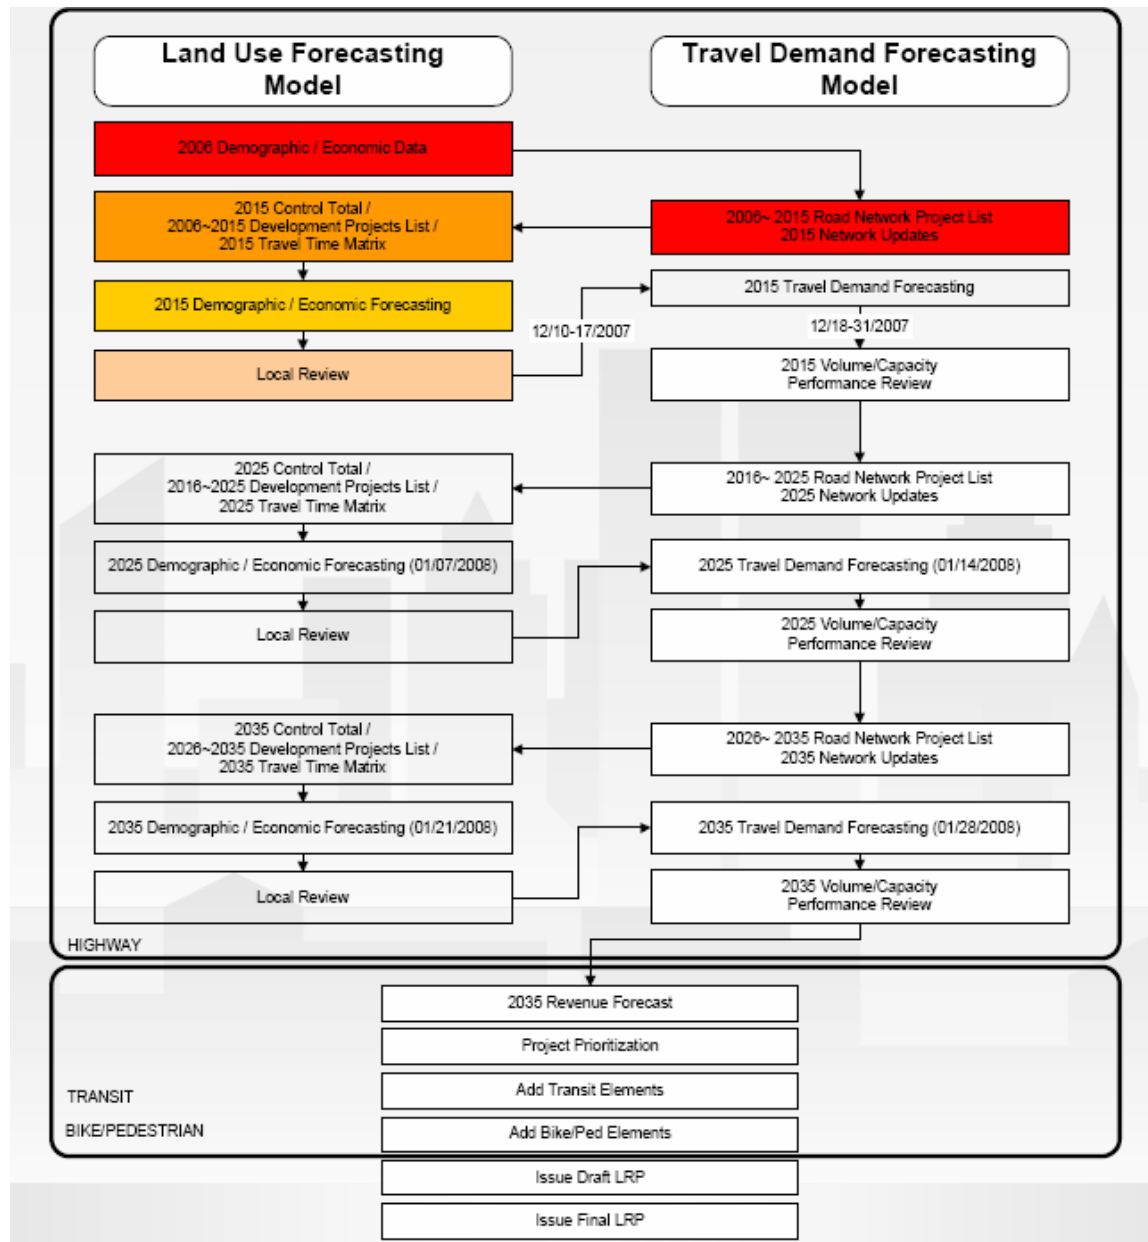 Land Use Forecasting
Model
Travel Demand Forecasting
Model
2006 Demographic / Economic Data
2015 Control Total /
2006~2015 Development Projects List /
2015 Travel Time Matrix
2006~ 2015 Road Network Project List
2015 Network Updates
2015 Demographic / Economic Forecasting
2015 Travel Demand Forecasting
12/10-17/2007
12/18-31/2007
Local Review
2015 Volume/Capacity
Performance Review
2025 Control Total /
2016~2025 Development Projects List /
2025 Travel Time Matrix
2016~ 2025 Road Network Project List
2025 Network Updates
2025 Demographic / Economic Forecasting (01/07/2008)
2025 Travel Demand Forecasting (01/14/2008)
Local Review
2025 Volume/Capacity
Performance Review
2035 Control Total /
2026~2035 Development Projects List /
2035 Travel Time Matrix
2026~ 2035 Road Network Project List
2035 Network Updates
2035 Demographic / Economic Forecasting (01/21/2008)
2035 Travel Demand Forecasting (01/28/2008)
Local Review
2035 Volume/Capacity
Performance Review
HIGHWAY
2035 Revenue Forecast
Project Prioritization
TRANSIT
Add Transit Elements
BIKE/PEDESTRIAN
Add Bike/Ped Elements
Issue Draft LRP
Issue Final LRP